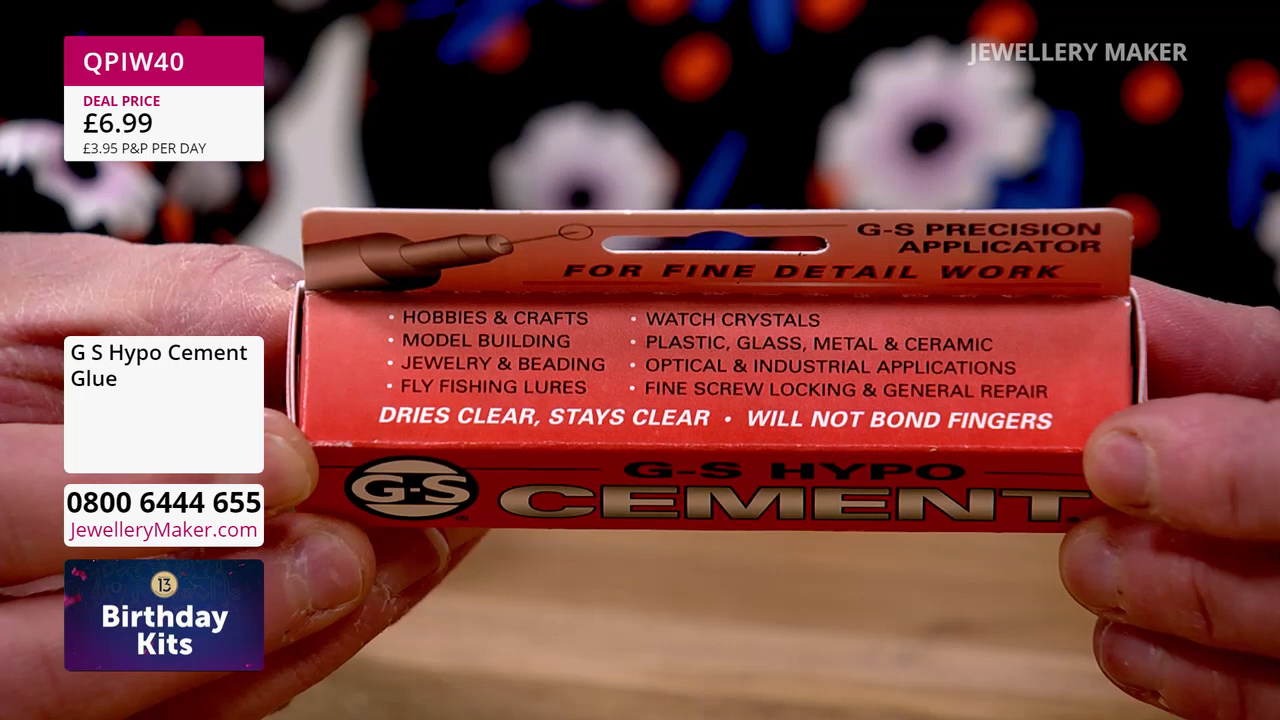 QPIW40
DEAL PRICE
£6.99
£3.95 P&P PER DAY
JEWELLERY MAKER
G-S PRECISION
APPLICATOR
FOR FINE DETAIL WORK
• HOBBIES & CRAFTS
• MODEL BUILDING
• JEWELRY & BEADING
• FLY FISHING LURES
• WATCH CRYSTALS
• PLASTIC, GLASS, METAL & CERAMIC
• OPTICAL & INDUSTRIAL APPLICATIONS
• FINE SCREW LOCKING & GENERAL REPAIR
DRIES CLEAR, STAYS CLEAR • WILL NOT BOND FINGERS
G-S
G-S HYPO
CEMENT
G S Hypo Cement
Glue
0800 6444 655
JewelleryMaker.com
13
Birthday
Kits